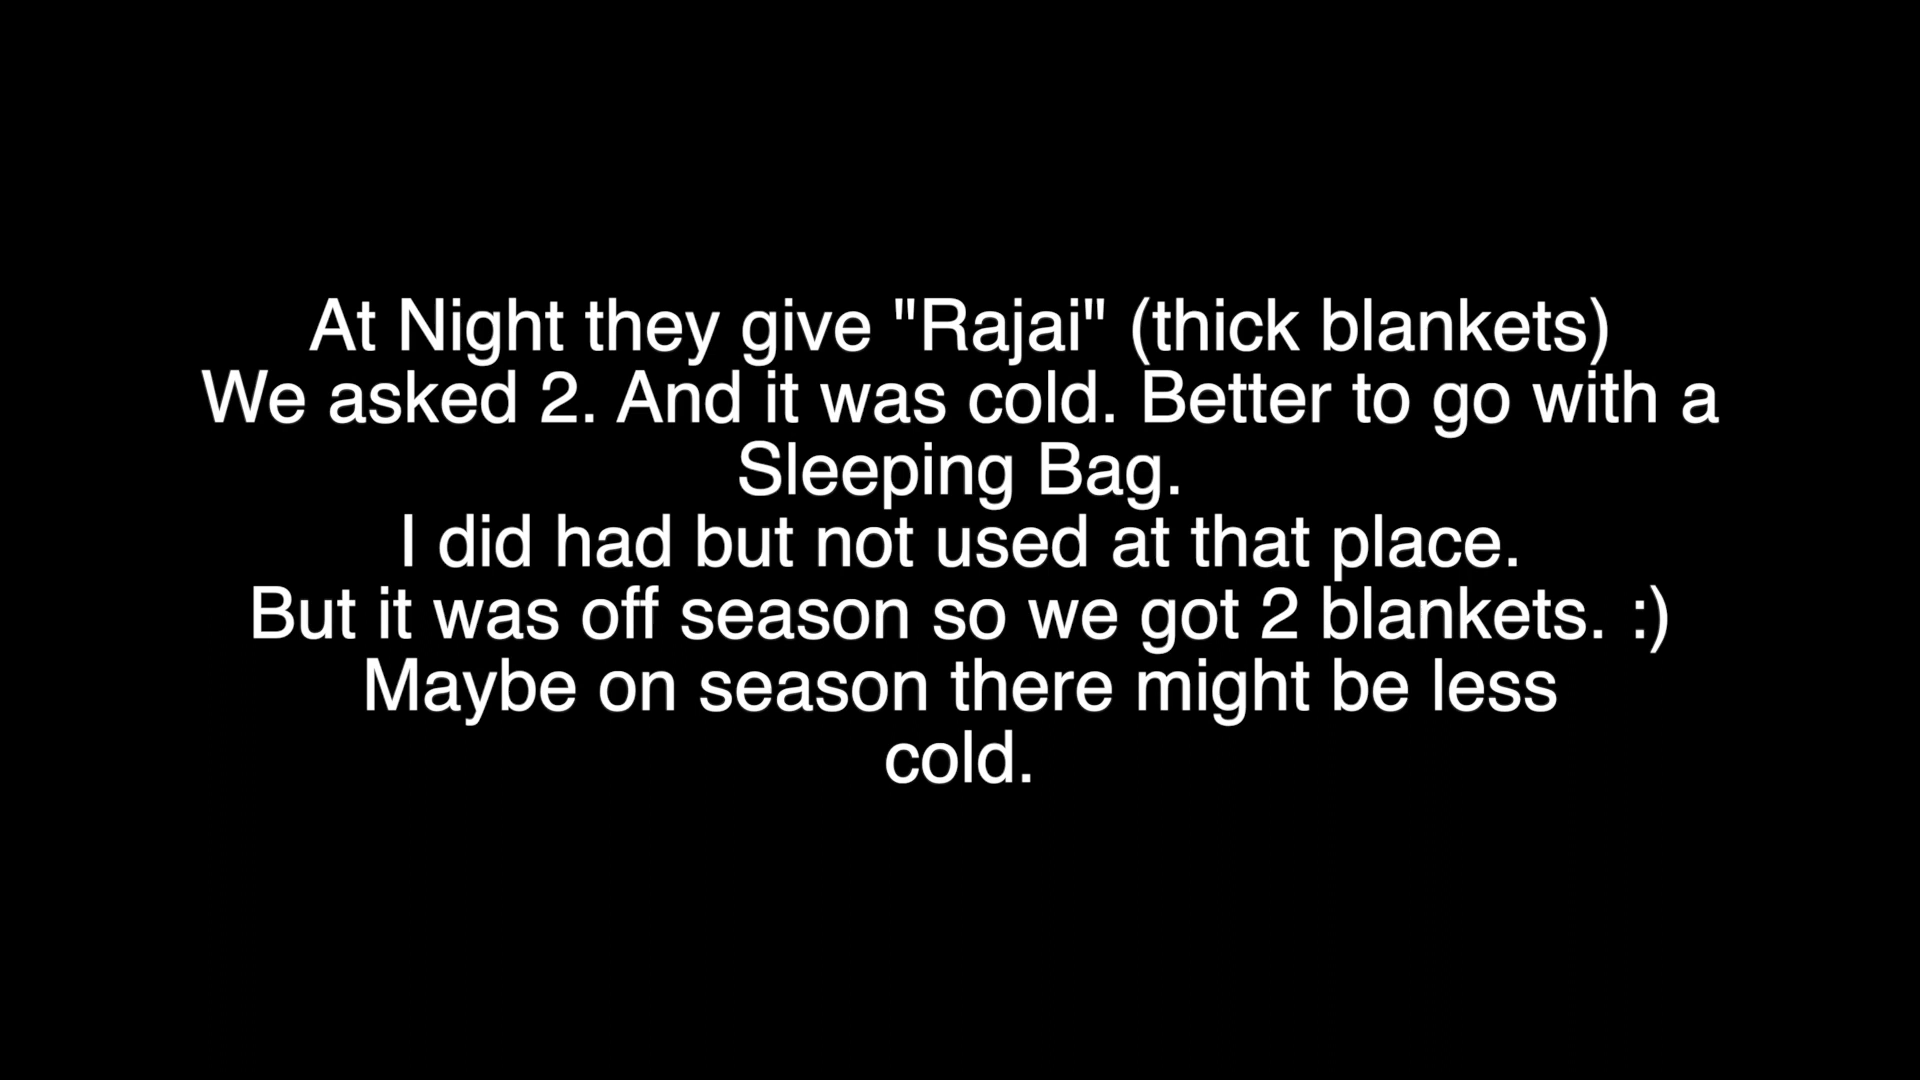 At Night they give "Rajai" (thick blankets)
We asked 2. And it was cold. Better to go with a
Sleeping Bag.
I did had but not used at that place.
But it was off season so we got 2 blankets. :)
Maybe on season there might be less
cold.